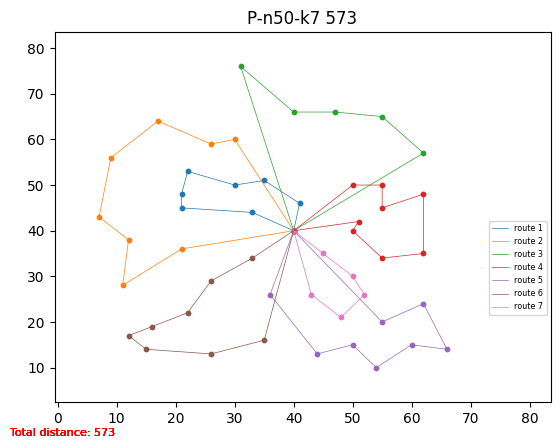 P-n50-k7 573
80
70
60
50
40
30
20
10
0 10 20 30 40 50 60 70 80
route 1
route 2
route 3
route 4
route 5
route 6
route 7
Total distance: 573